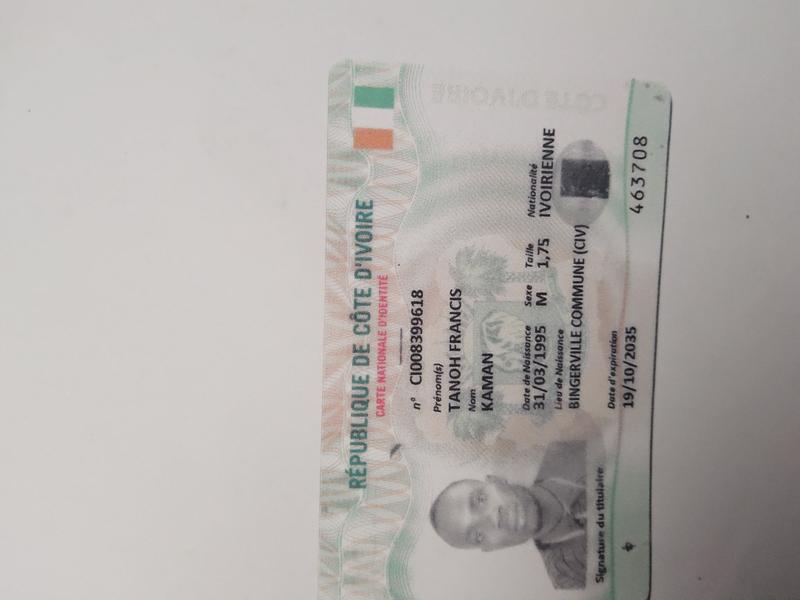 RÉPUBLIQUE DE CÔTE D'IVOIRE
CARTE NATIONALE D'IDENTITÉ
n° CI008399618
Prénom(s)
TANOH FRANCIS
Nom
KAMAN
Date de Naissance Sexe Taille Nationalité
31/03/1995 M 1,75 IVOIRIENNE
Lieu de Naissance
BINGERVILLE COMMUNE (CIV)
Date d'expiration
19/10/2035
Signature du titulaire
463708
CÔTE D'IVOIRE